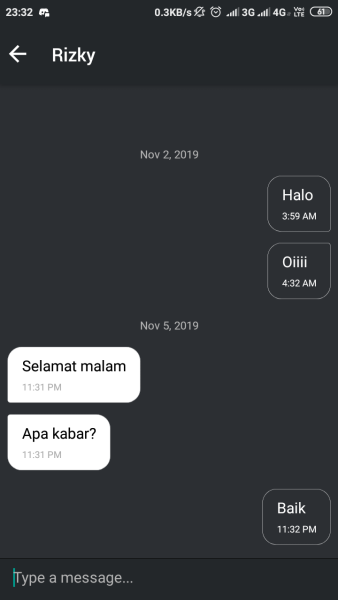 23:32 0.3KB/s 3G 4G Vo LTE 61
Rizky
Nov 2, 2019
Halo
3:59 AM
Oiiii
4:32 AM
Nov 5, 2019
Selamat malam
11:31 PM
Apa kabar?
11:31 PM
Baik
11:32 PM
Type a message...